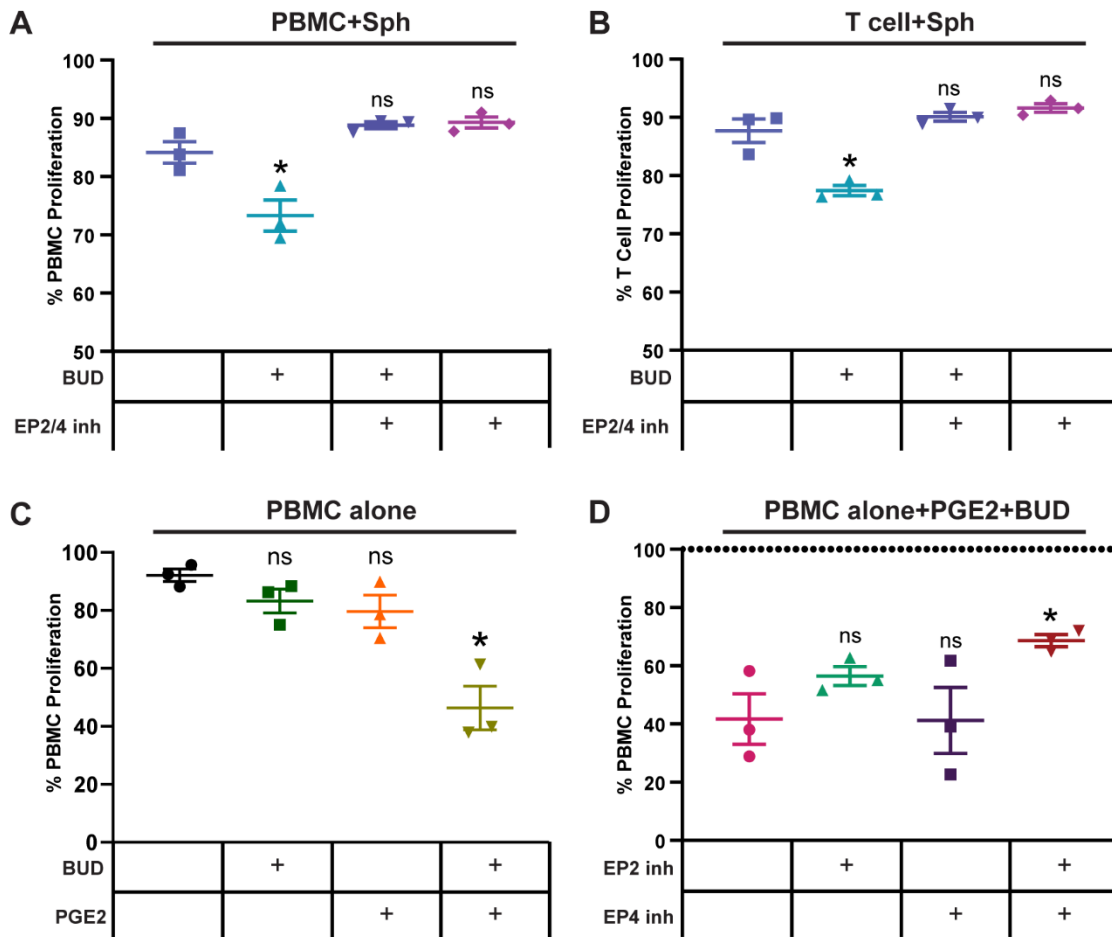 A
PBMC+Sph
% PBMC Proliferation
100
90
80
70
60
50
*
ns
ns
BUD + +
EP2/4 inh + +
B
T cell+Sph
% T Cell Proliferation
100
90
80
70
60
50
*
ns
ns
BUD + +
EP2/4 inh + +
C
PBMC alone
% PBMC Proliferation
100
80
60
40
20
0
ns
ns
*
BUD + +
PGE2 + +
D
PBMC alone+PGE2+BUD
% PBMC Proliferation
100
80
60
40
20
0
ns
ns
*
EP2 inh + +
EP4 inh + +